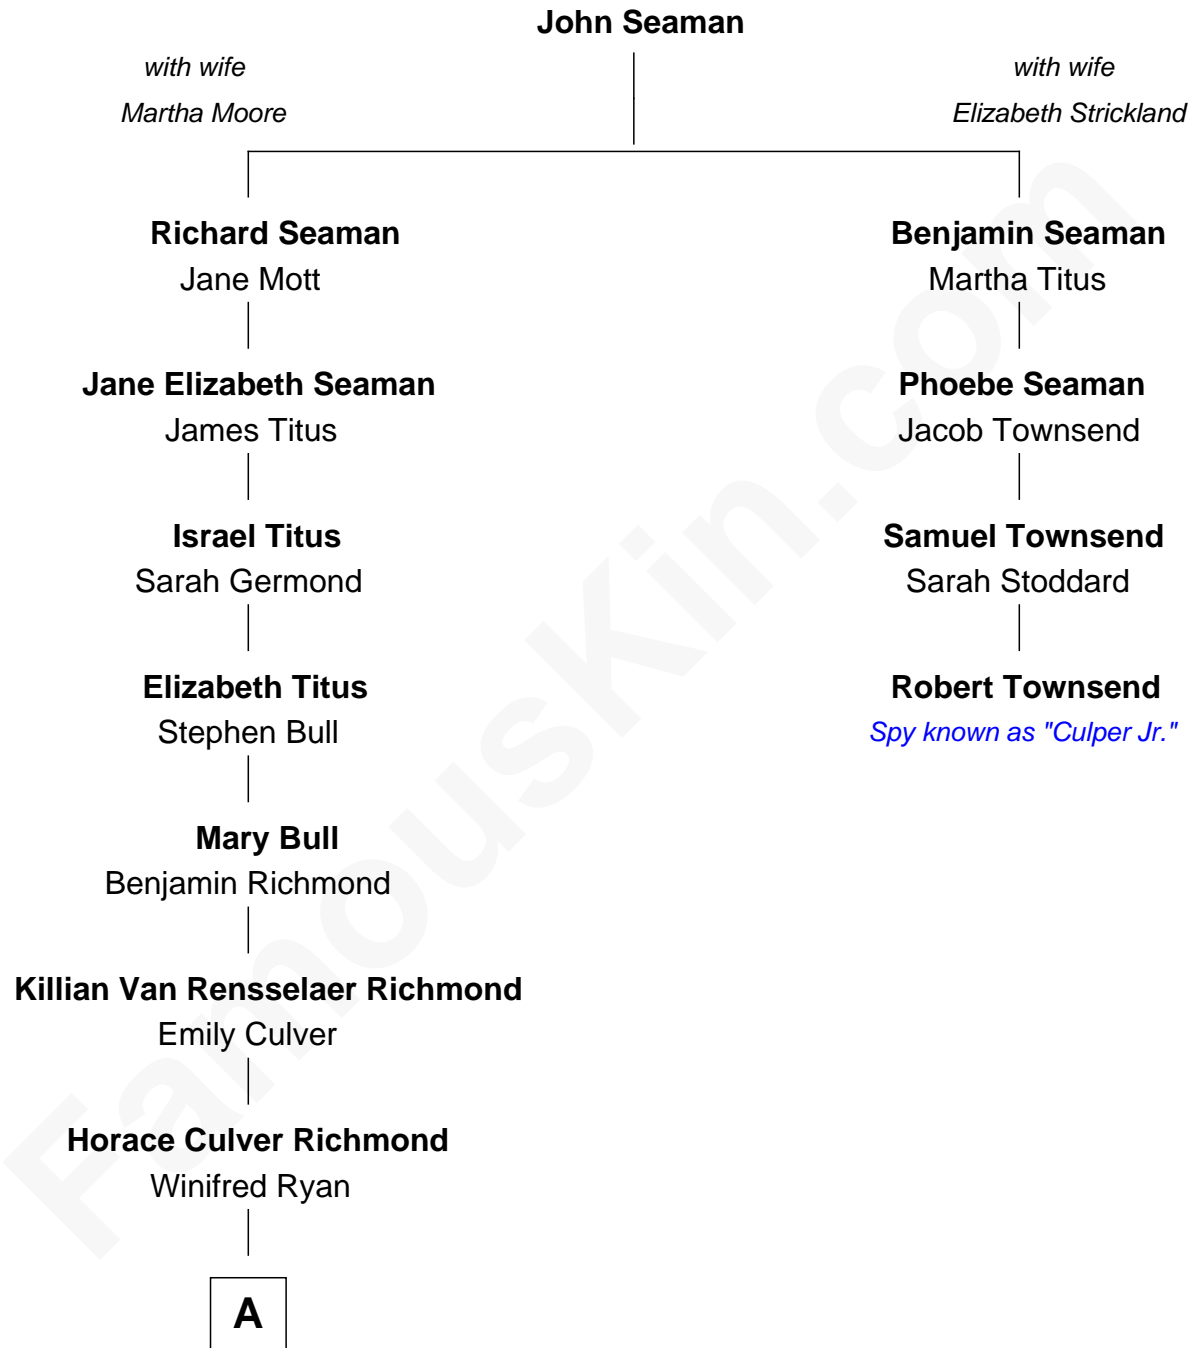 John Seaman
with wife
Martha Moore
with wife
Elizabeth Strickland
Richard Seaman
Jane Mott
Benjamin Seaman
Martha Titus
Jane Elizabeth Seaman
James Titus
Phoebe Seaman
Jacob Townsend
Israel Titus
Sarah Germond
Samuel Townsend
Sarah Stoddard
Elizabeth Titus
Stephen Bull
Robert Townsend
Spy known as "Culper Jr."
Mary Bull
Benjamin Richmond
Killian Van Rensselaer Richmond
Emily Culver
Horace Culver Richmond
Winifred Ryan
A
FamousKin.com